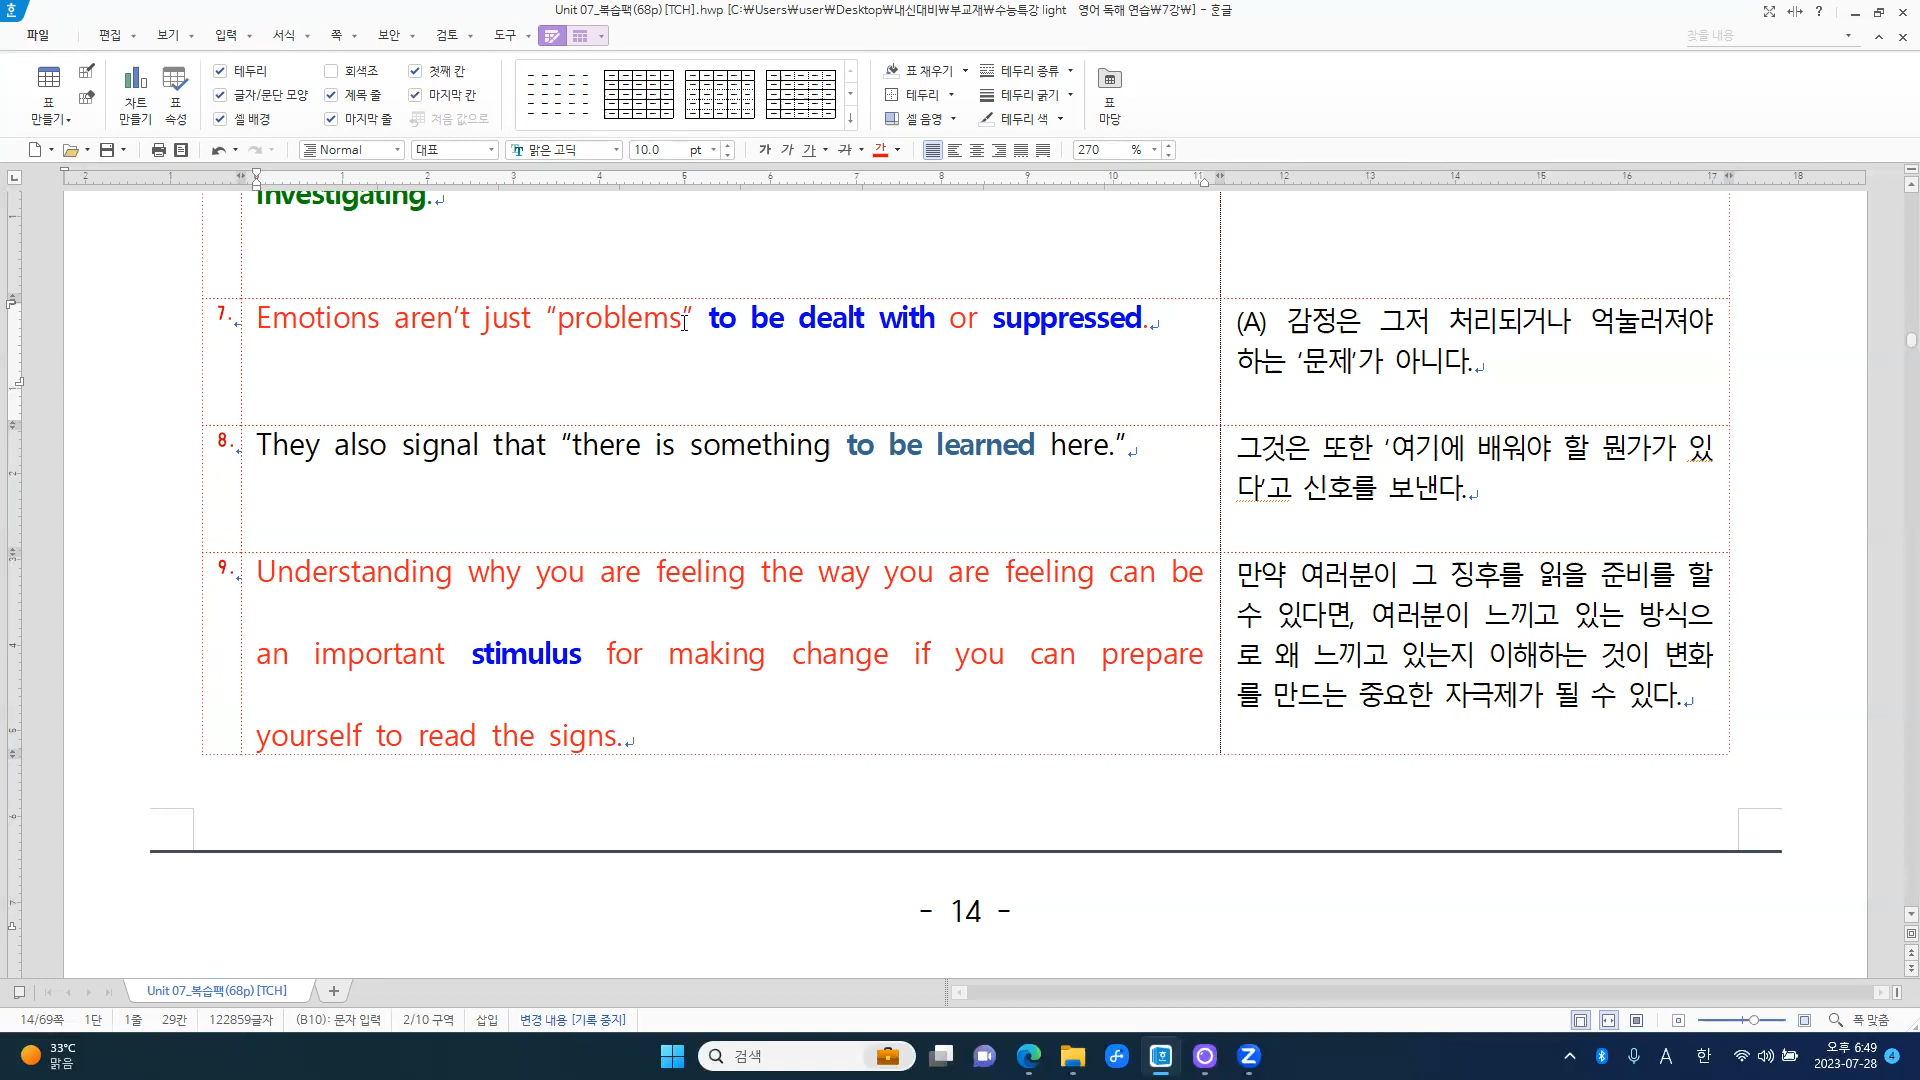 Unit 07_복습팩(68p) [TCH].hwp [C:₩Users₩user₩Desktop₩내신대비₩부교재₩수능특강 light 영어 독해 연습₩7강₩] - 한글
파일 편집 보기 입력 서식 쪽 보안 검토 도구 찾을 내용
표 만들기 차트 만들기 표 속성
테두리 회색조 첫째 칸
글자/문단 모양 제목 줄 마지막 칸
셀 배경 마지막 줄 처음 값으로
표 채우기 테두리 종류
테두리 테두리 굵기
셀 음영 테두리 색
표 마당
Normal 대표 맑은 고딕 10.0 pt 가 가 가 가 가 270 %
investigating.
7. Emotions aren't just “problems” to be dealt with or suppressed.
(A) 감정은 그저 처리되거나 억눌러져야
하는 ‘문제’가 아니다.
8. They also signal that “there is something to be learned here.”
그것은 또한 ‘여기에 배워야 할 뭔가가 있
다’고 신호를 보낸다.
9. Understanding why you are feeling the way you are feeling can be
an important stimulus for making change if you can prepare
yourself to read the signs.
만약 여러분이 그 징후를 읽을 준비를 할
수 있다면, 여러분이 느끼고 있는 방식으
로 왜 느끼고 있는지 이해하는 것이 변화
를 만드는 중요한 자극제가 될 수 있다.
- 14 -
Unit 07_복습팩(68p) [TCH]
14/69쪽 1단 1줄 29칸 122859글자 (B10): 문자 입력 2/10 구역 삽입 변경 내용 [기록 중지] 폭 맞춤
33℃
맑음
검색
A 한
오후 6:49
2023-07-28
4